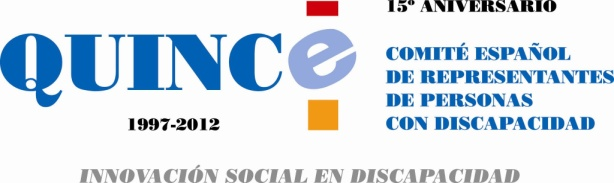 15º ANIVERSARIO
QUINCe
COMITÉ ESPAÑOL
DE REPRESENTANTES
DE PERSONAS
CON DISCAPACIDAD
1997-2012
INNOVACIÓN SOCIAL EN DISCAPACIDAD